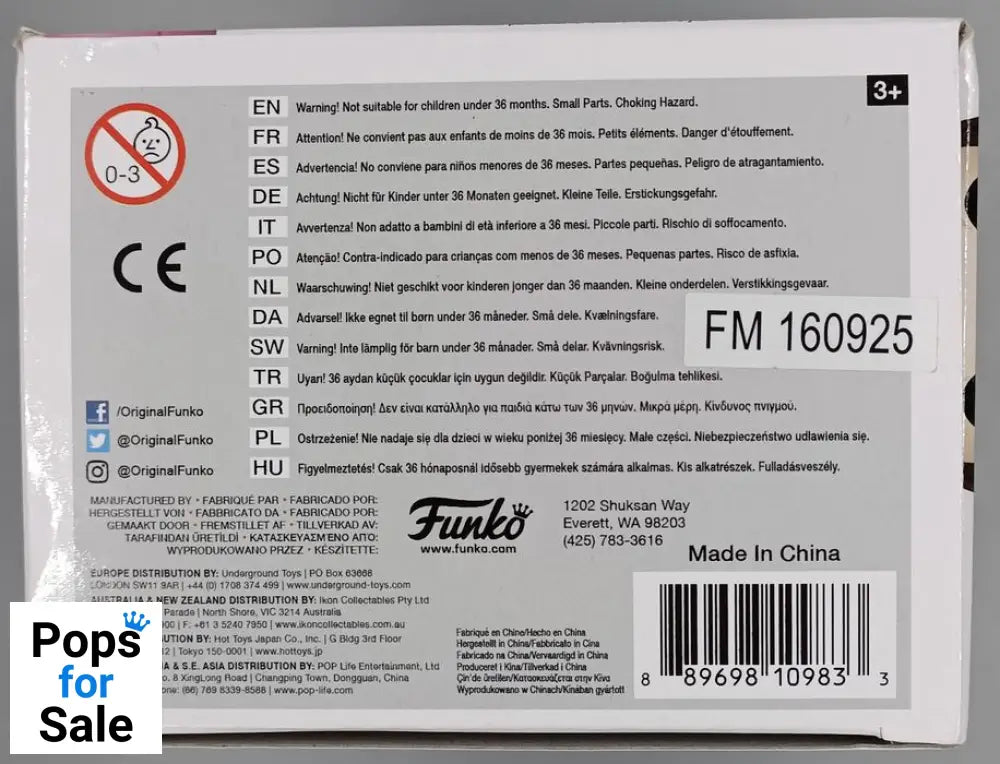 3+
0-3
EN Warning! Not suitable for children under 36 months. Small Parts. Choking Hazard.
FR Attention! Ne convient pas aux enfants de moins de 36 mois. Petits éléments. Danger d'étouffement.
ES Advertencia! No conviene para niños menores de 36 meses. Partes pequeñas. Peligro de atragantamiento.
DE Achtung! Nicht für Kinder unter 36 Monaten geeignet. Kleine Teile. Erstickungsgefahr.
IT Avvertenza! Non adatto a bambini di età inferiore a 36 mesi. Piccole parti. Rischio di soffocamento.
PO Atenção! Contra-indicado para crianças com menos de 36 meses. Pequenas partes. Risco de asfixia.
NL Waarschuwing! Niet geschikt voor kinderen jonger dan 36 maanden. Kleine onderdelen. Verstikkingsgevaar.
DA Advarsel! Ikke egnet til børn under 36 måneder. Små dele. Kvælningsfare.
SW Varning! Inte lämplig för barn under 36 månader. Små delar. Kvävningsrisk.
TR Uyarı! 36 aydan küçük çocuklar için uygun değildir. Küçük Parçalar. Boğulma tehlikesi.
GR Προειδοποίηση! Δεν είναι κατάλληλο για παιδιά κάτω των 36 μηνών. Μικρά μέρη. Κίνδυνος πνιγμού.
PL Ostrzeżenie! Nie nadaje się dla dzieci w wieku poniżej 36 miesięcy. Małe części. Niebezpieczeństwo udławienia się.
HU Figyelmeztetés! Csak 36 hónaposnál idősebb gyermekek számára alkalmas. Kis alkatrészek. Fulladásveszély.
CE
FM 160925
/OriginalFunko
@OriginalFunko
@OriginalFunko
MANUFACTURED BY • FABRIQUÉ PAR • FABRICADO POR:
HERGESTELLT VON • FABBRICATO DA • FABRICADO POR:
GEMAAKT DOOR • FREMSTILLET AF • TILLVERKAD AV:
TARAFINDAN ÜRETİLDİ • ΚΑΤΑΣΚΕΥΑΣΜΕΝΟ ΑΠΟ:
WYPRODUKOWANO PRZEZ • KÉSZÍTETTE:
Funko
www.funko.com
1202 Shuksan Way
Everett, WA 98203
(425) 783-3616
Made In China
EUROPE DISTRIBUTION BY: Underground Toys | PO Box 63668
LONDON SW11 9AR | +44 (0) 1708 374 499 | www.underground-toys.com
AUSTRALIA & NEW ZEALAND DISTRIBUTION BY: Ikon Collectables Pty Ltd
Parade | North Shore, VIC 3214 Australia
00 | F: +61 3 5240 7950 | www.ikoncollectables.com.au
UTION BY: Hot Toys Japan Co., Inc. | G Bldg 3rd Floor
2 | Tokyo 150-0001 | www.hottoys.jp
A & S.E. ASIA DISTRIBUTION BY: POP Life Entertainment, Ltd
o. 8 XingLong Road | Changping Town, Dongguan, China
one: (86) 769 8339-8588 | www.pop-life.com
Fabriqué en Chine/Hecho en China
Hergestellt in China/Fabbricato in Cina
Fabricado na China/Vervaardigd in China
Produceret i Kina/Tillverkad i China
Çin'de üretilen/Κατασκευάζεται στην Κίνα
Wyprodukowano w Chinach/Kínában gyártott
8 89698 10983 3
Pops
for
Sale